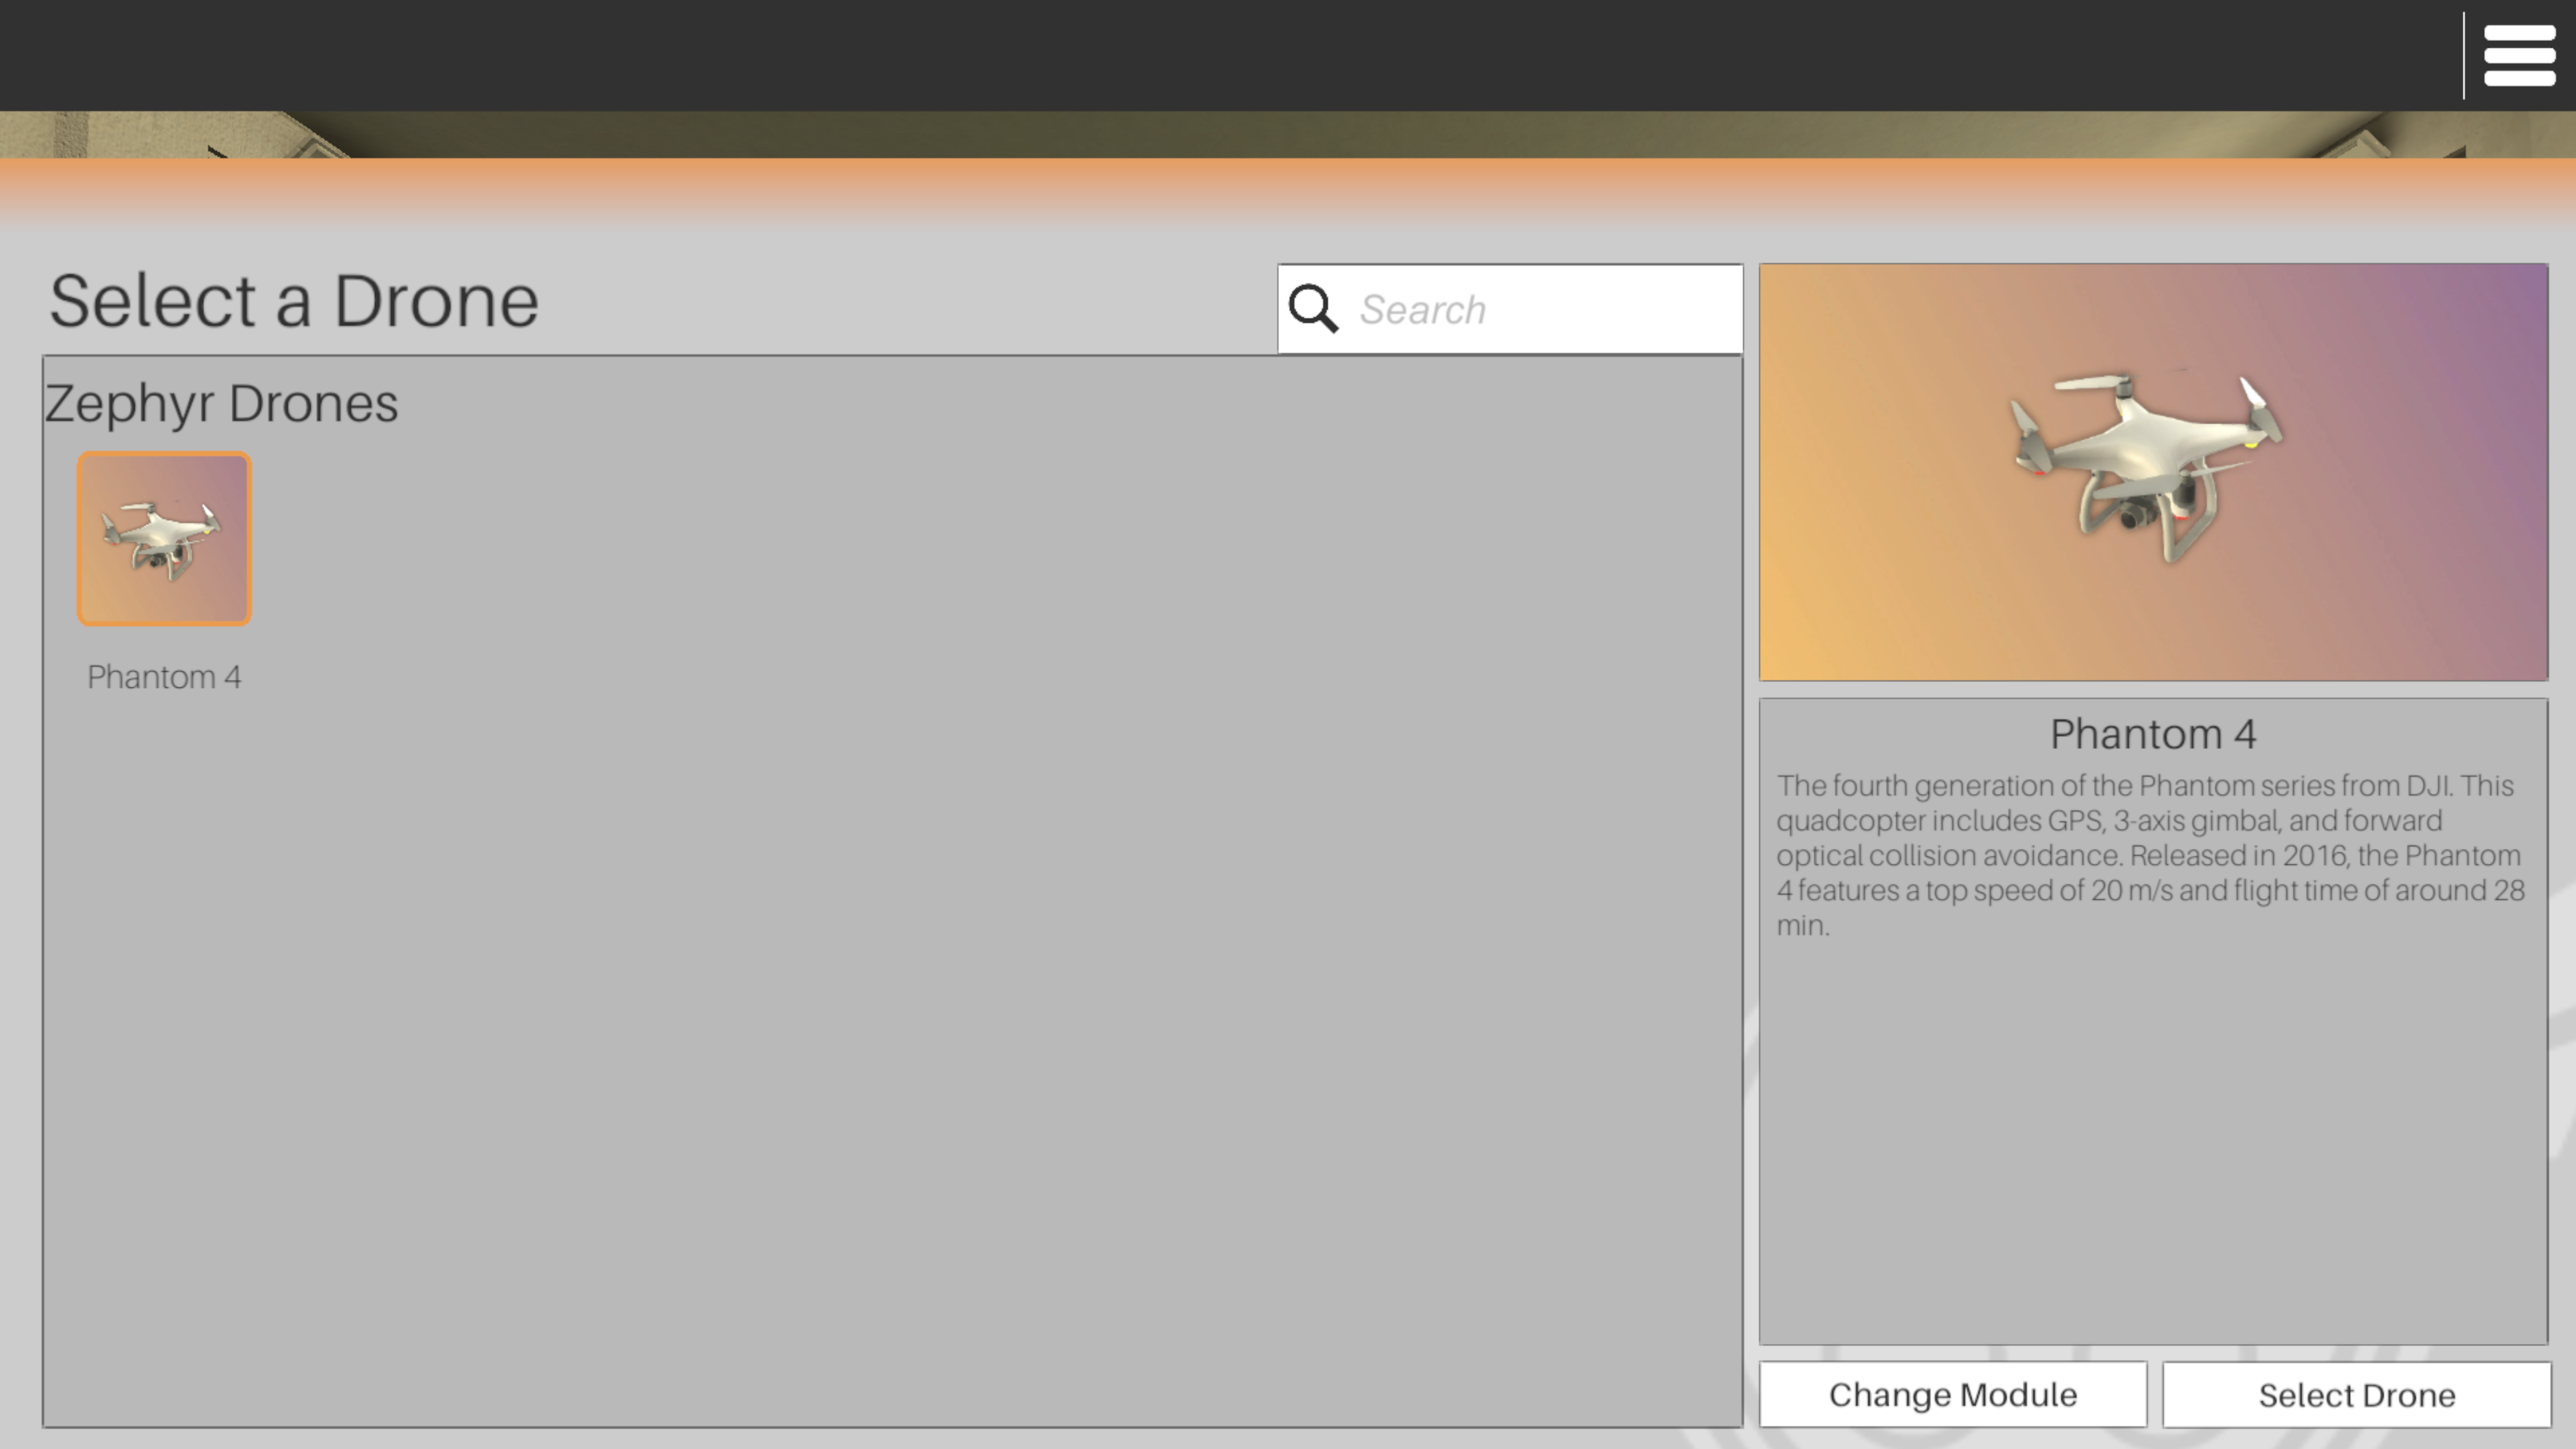 Select a Drone
Search
Zephyr Drones
Phantom 4
Phantom 4
The fourth generation of the Phantom series from DJI. This
quadcopter includes GPS, 3-axis gimbal, and forward
optical collision avoidance. Released in 2016, the Phantom
4 features a top speed of 20 m/s and flight time of around 28
min.
Change Module
Select Drone